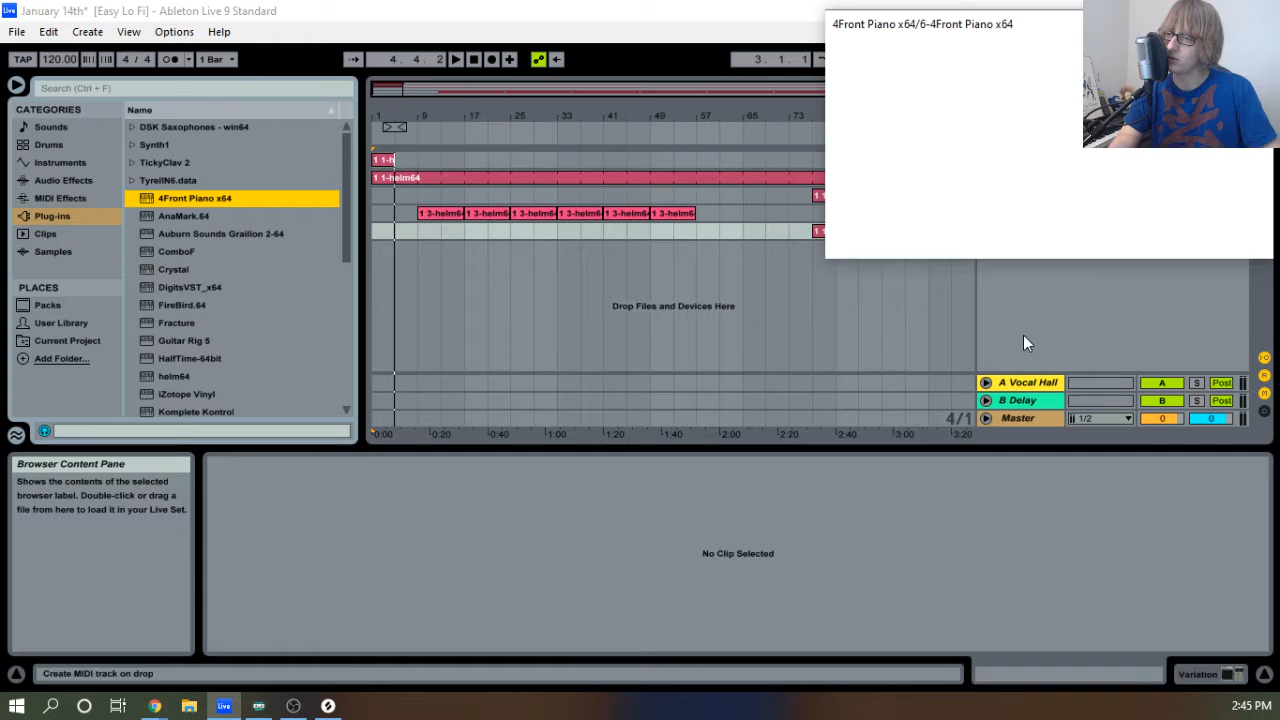 January 14th* [Easy Lo Fi] - Ableton Live 9 Standard
File Edit Create View Options Help
TAP 120.00 4 / 4 1 Bar 4. 4. 2 3. 1. 1
4Front Piano x64/6-4Front Piano x64
Search (Ctrl + F)
CATEGORIES
Sounds
Drums
Instruments
Audio Effects
MIDI Effects
Plug-ins
Clips
Samples
PLACES
Packs
User Library
Current Project
Add Folder...
Name
DSK Saxophones - win64
Synth1
TickyClav 2
TyrellN6.data
4Front Piano x64
AnaMark.64
Auburn Sounds Graillon 2-64
ComboF
Crystal
DigitsVST_x64
FireBird.64
Fracture
Guitar Rig 5
HalfTime-64bit
helm64
iZotope Vinyl
Komplete Kontrol
1 9 17 25 33 41 49 57 65 73
1 1-h
1 1-helm64
1 3-helm6 1 3-helm6 1 3-helm6 1 3-helm6 1 3-helm6 1 3-helm6
Drop Files and Devices Here
A Vocal Hall A S Post
B Delay B S Post
4/1 Master 1/2 0 0
0:00 0:20 0:40 1:00 1:20 1:40 2:00 2:20 2:40 3:00 3:20
Browser Content Pane
Shows the contents of the selected
browser label. Double-click or drag a
file from here to load it in your Live Set.
No Clip Selected
Create MIDI track on drop
Variation
Live
2:45 PM